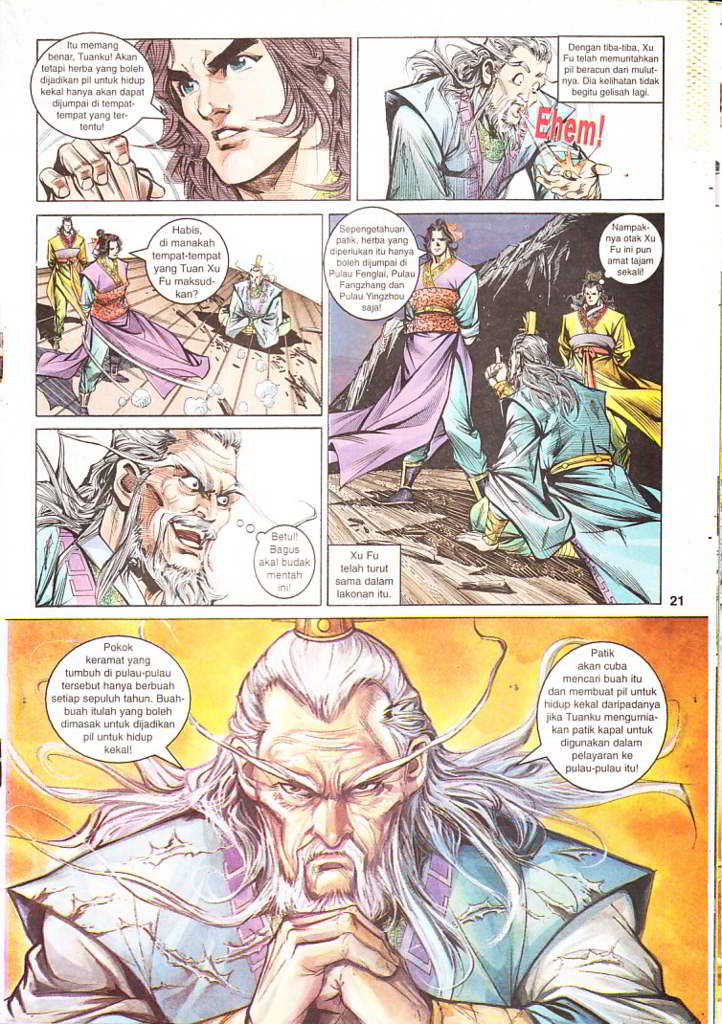 Itu memang
benar, Tuanku! Akan
tetapi herba yang boleh
dijadikan pil untuk hidup
kekal hanya akan dapat
dijumpai di tempat-
tempat yang ter-
tentu!
Dengan tiba-tiba, Xu
Fu telah memuntahkan
pil beracun dari mulut-
nya. Dia kelihatan tidak
begitu gelisah lagi.
Ehem!
Habis,
di manakah
tempat-tempat
yang Tuan Xu
Fu maksud-
kan?
Sepengetahuan
patik, herba yang
diperlukan itu hanya
boleh dijumpai di
Pulau Fenglai, Pulau
Fangzhang dan
Pulau Yingzhou
saja!
Nampak-
nya otak Xu
Fu ini pun
amat tajam
sekali!
Betul!
Bagus
akal budak
mentah
ini!
Xu Fu
telah turut
sama dalam
lakonan itu.
21
Pokok
keramat yang
tumbuh di pulau-pulau
tersebut hanya berbuah
setiap sepuluh tahun. Buah-
buah itulah yang boleh
dimasak untuk dijadikan
pil untuk hidup
kekal!
Patik
akan cuba
mencari buah itu
dan membuat pil untuk
hidup kekal daripadanya
jika Tuanku mengurnia-
kan patik kapal untuk
digunakan dalam
pelayaran ke
pulau-pulau itu!